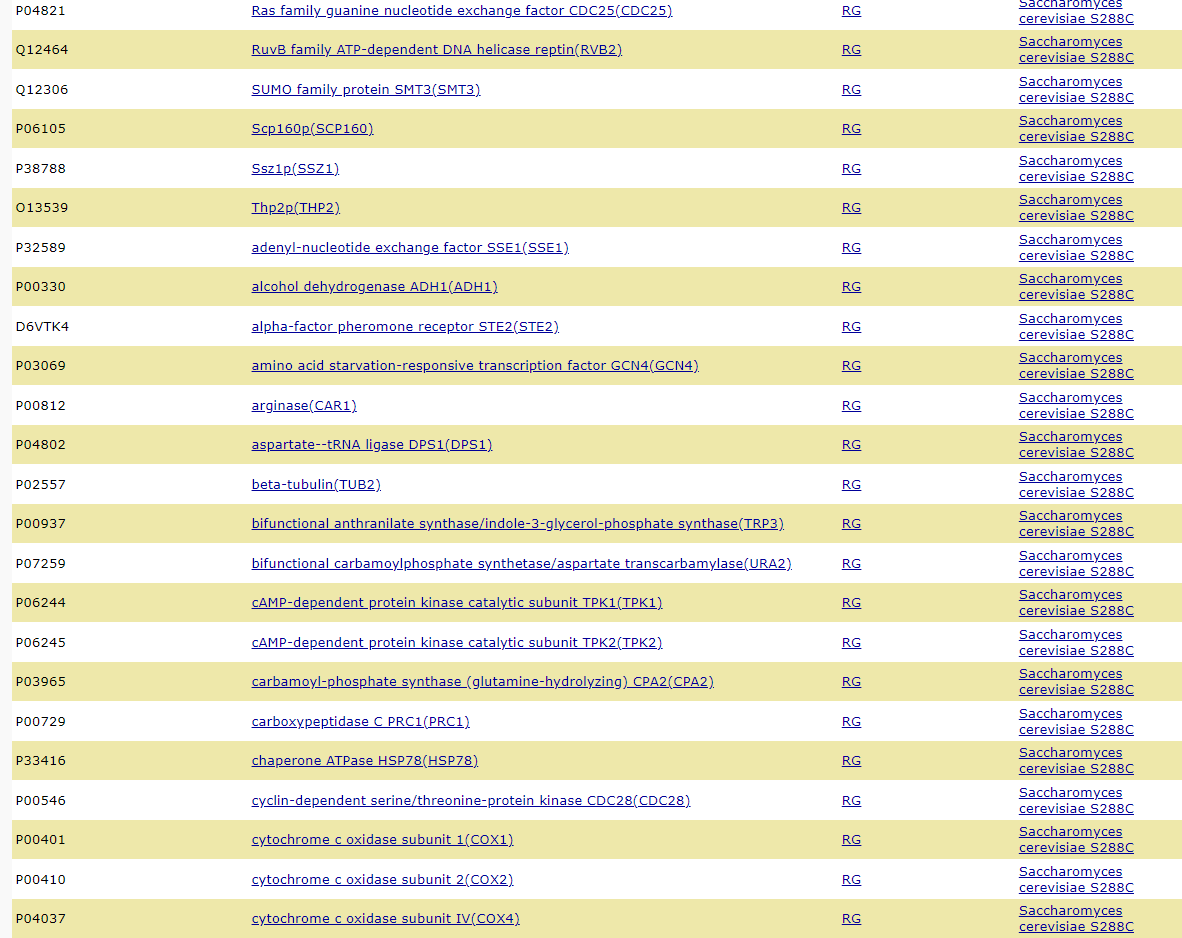 P04821 Ras family guanine nucleotide exchange factor CDC25(CDC25) RG Saccharomyces
cerevisiae S288C
Q12464 RuvB family ATP-dependent DNA helicase reptin(RVB2) RG Saccharomyces
cerevisiae S288C
Q12306 SUMO family protein SMT3(SMT3) RG Saccharomyces
cerevisiae S288C
P06105 Scp160p(SCP160) RG Saccharomyces
cerevisiae S288C
P38788 Ssz1p(SSZ1) RG Saccharomyces
cerevisiae S288C
O13539 Thp2p(THP2) RG Saccharomyces
cerevisiae S288C
P32589 adenyl-nucleotide exchange factor SSE1(SSE1) RG Saccharomyces
cerevisiae S288C
P00330 alcohol dehydrogenase ADH1(ADH1) RG Saccharomyces
cerevisiae S288C
D6VTK4 alpha-factor pheromone receptor STE2(STE2) RG Saccharomyces
cerevisiae S288C
P03069 amino acid starvation-responsive transcription factor GCN4(GCN4) RG Saccharomyces
cerevisiae S288C
P00812 arginase(CAR1) RG Saccharomyces
cerevisiae S288C
P04802 aspartate--tRNA ligase DPS1(DPS1) RG Saccharomyces
cerevisiae S288C
P02557 beta-tubulin(TUB2) RG Saccharomyces
cerevisiae S288C
P00937 bifunctional anthranilate synthase/indole-3-glycerol-phosphate synthase(TRP3) RG Saccharomyces
cerevisiae S288C
P07259 bifunctional carbamoylphosphate synthetase/aspartate transcarbamylase(URA2) RG Saccharomyces
cerevisiae S288C
P06244 cAMP-dependent protein kinase catalytic subunit TPK1(TPK1) RG Saccharomyces
cerevisiae S288C
P06245 cAMP-dependent protein kinase catalytic subunit TPK2(TPK2) RG Saccharomyces
cerevisiae S288C
P03965 carbamoyl-phosphate synthase (glutamine-hydrolyzing) CPA2(CPA2) RG Saccharomyces
cerevisiae S288C
P00729 carboxypeptidase C PRC1(PRC1) RG Saccharomyces
cerevisiae S288C
P33416 chaperone ATPase HSP78(HSP78) RG Saccharomyces
cerevisiae S288C
P00546 cyclin-dependent serine/threonine-protein kinase CDC28(CDC28) RG Saccharomyces
cerevisiae S288C
P00401 cytochrome c oxidase subunit 1(COX1) RG Saccharomyces
cerevisiae S288C
P00410 cytochrome c oxidase subunit 2(COX2) RG Saccharomyces
cerevisiae S288C
P04037 cytochrome c oxidase subunit IV(COX4) RG Saccharomyces
cerevisiae S288C